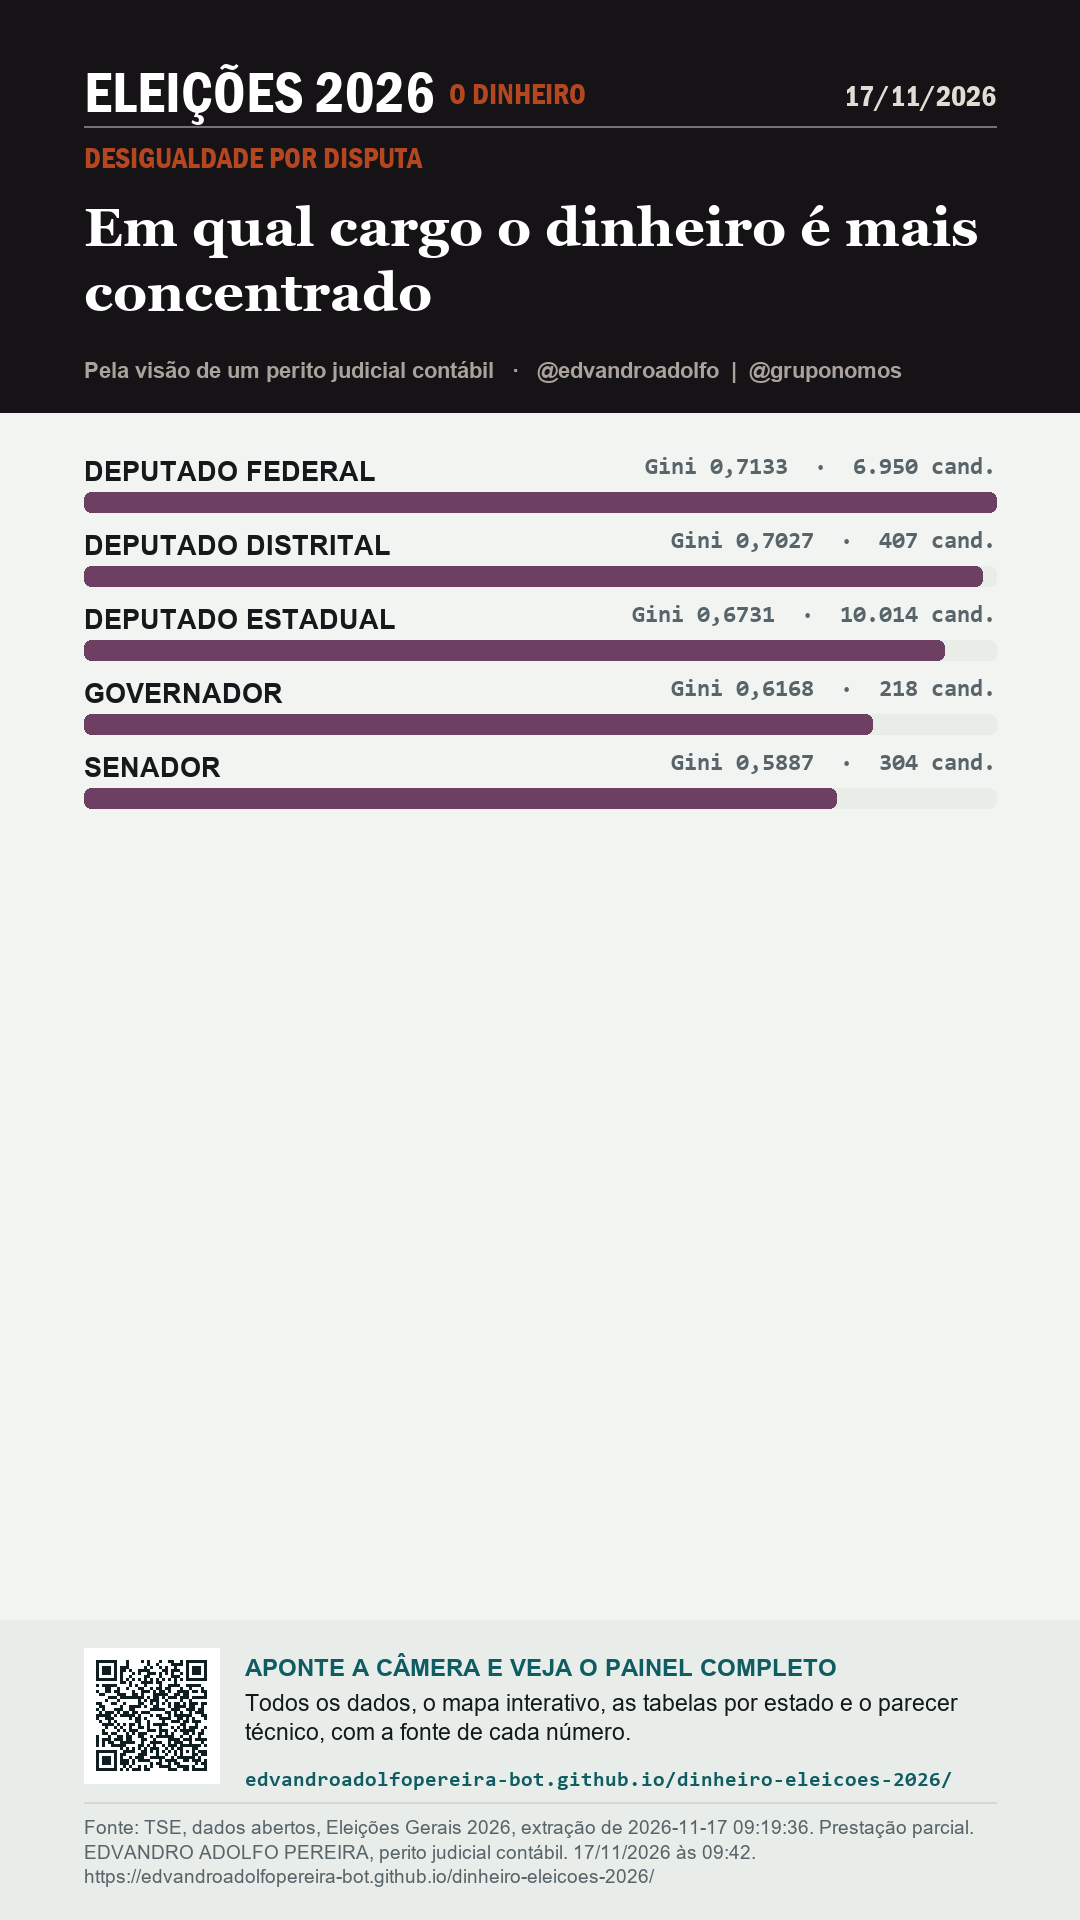 ELEIÇÕES 2026 O DINHEIRO 17/11/2026
DESIGUALDADE POR DISPUTA
Em qual cargo o dinheiro é mais
concentrado
Pela visão de um perito judicial contábil · @edvandroadolfo | @gruponomos
DEPUTADO FEDERAL Gini 0,7133 · 6.950 cand.
DEPUTADO DISTRITAL Gini 0,7027 · 407 cand.
DEPUTADO ESTADUAL Gini 0,6731 · 10.014 cand.
GOVERNADOR Gini 0,6168 · 218 cand.
SENADOR Gini 0,5887 · 304 cand.
APONTE A CÂMERA E VEJA O PAINEL COMPLETO
Todos os dados, o mapa interativo, as tabelas por estado e o parecer
técnico, com a fonte de cada número.
edvandroadolfopereira-bot.github.io/dinheiro-eleicoes-2026/
Fonte: TSE, dados abertos, Eleições Gerais 2026, extração de 2026-11-17 09:19:36. Prestação parcial.
EDVANDRO ADOLFO PEREIRA, perito judicial contábil. 17/11/2026 às 09:42.
https://edvandroadolfopereira-bot.github.io/dinheiro-eleicoes-2026/